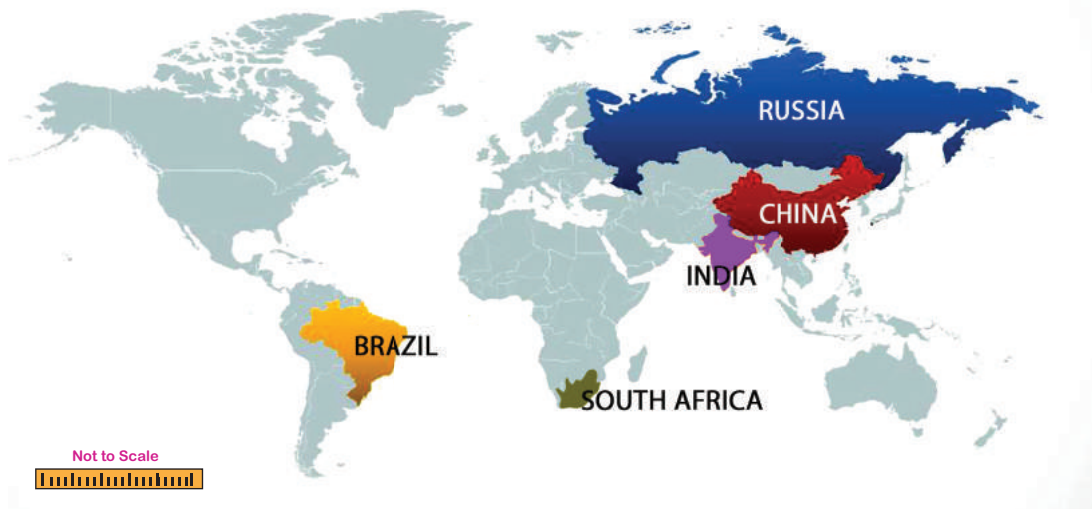 RUSSIA
CHINA
INDIA
BRAZIL
SOUTH AFRICA
Not to Scale